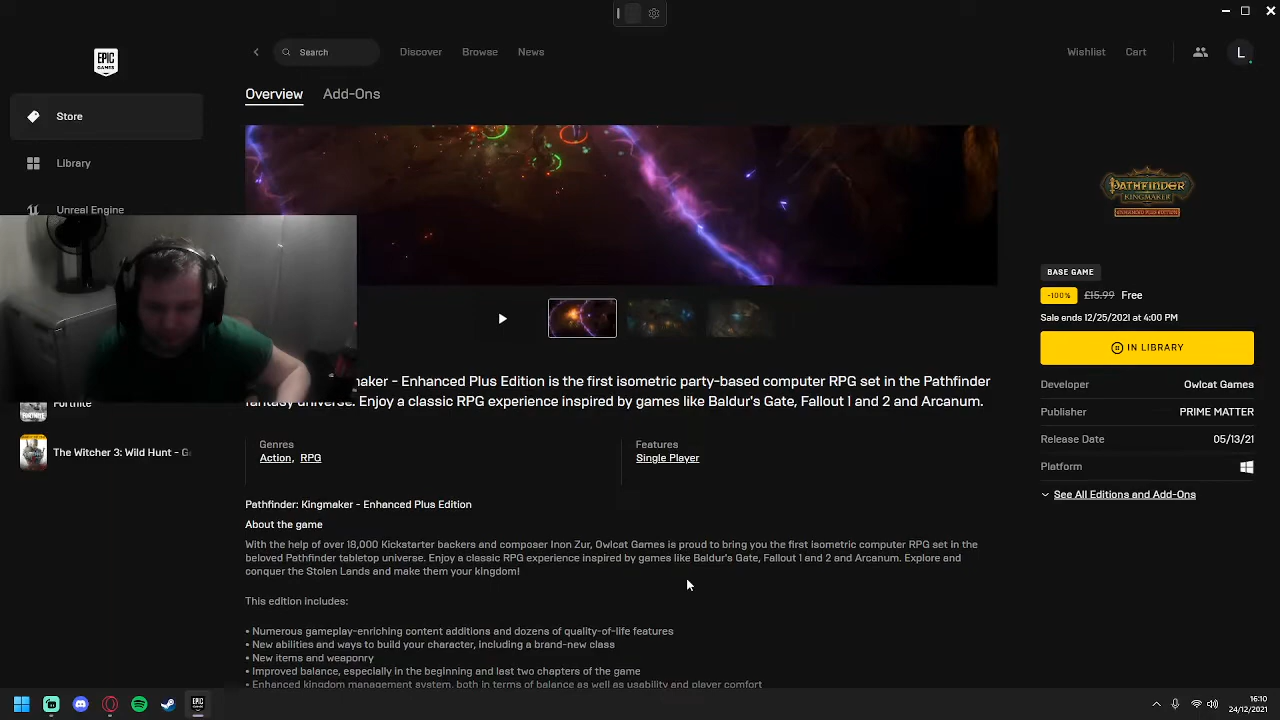 EPIC
GAMES
Search
Discover
Browse
News
Wishlist
Cart
L
Store
Library
Unreal Engine
Fortnite
The Witcher 3: Wild Hunt - G
Overview
Add-Ons
maker - Enhanced Plus Edition is the first isometric party-based computer RPG set in the Pathfinder
fantasy universe. Enjoy a classic RPG experience inspired by games like Baldur's Gate, Fallout 1 and 2 and Arcanum.
Genres
Action, RPG
Features
Single Player
Pathfinder: Kingmaker - Enhanced Plus Edition
About the game
With the help of over 18,000 Kickstarter backers and composer Inon Zur, Owlcat Games is proud to bring you the first isometric computer RPG set in the
beloved Pathfinder tabletop universe. Enjoy a classic RPG experience inspired by games like Baldur's Gate, Fallout 1 and 2 and Arcanum. Explore and
conquer the Stolen Lands and make them your kingdom!
This edition includes:
• Numerous gameplay-enriching content additions and dozens of quality-of-life features
• New abilities and ways to build your character, including a brand-new class
• New items and weaponry
• Improved balance, especially in the beginning and last two chapters of the game
• Enhanced kingdom management system, both in terms of balance as well as usability and player comfort
PATHFINDER
KINGMAKER
ENHANCED PLUS EDITION
BASE GAME
-100% £15.99 Free
Sale ends 12/25/2021 at 4:00 PM
IN LIBRARY
Developer Owlcat Games
Publisher PRIME MATTER
Release Date 05/13/21
Platform
See All Editions and Add-Ons
EPIC
16:10
24/12/2021